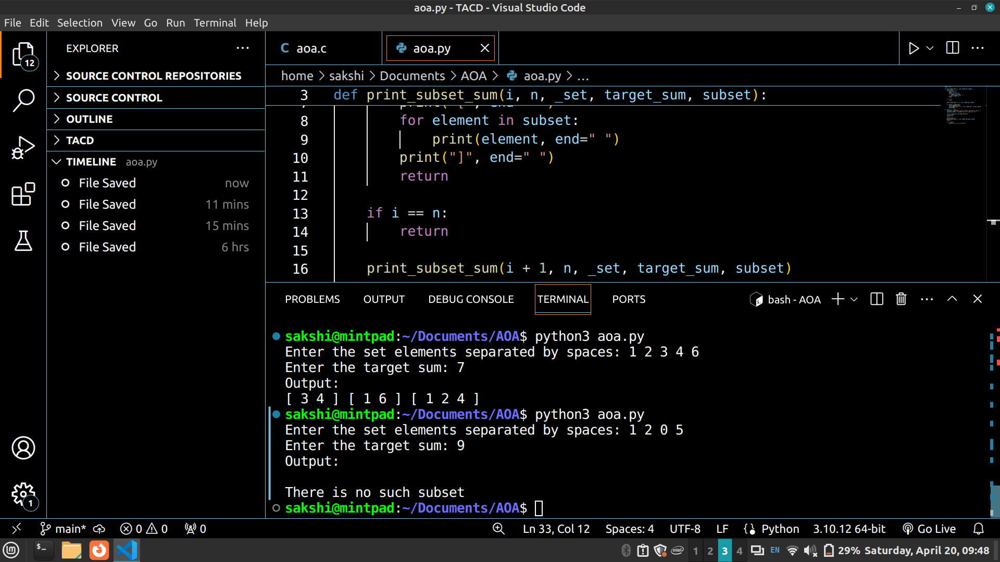 aoa.py - TACD - Visual Studio Code
File Edit Selection View Go Run Terminal Help
EXPLORER
12
SOURCE CONTROL REPOSITORIES
SOURCE CONTROL
OUTLINE
TACD
TIMELINE aoa.py
File Saved now
File Saved 11 mins
File Saved 15 mins
File Saved 6 hrs
1
C aoa.c
aoa.py
home > sakshi > Documents > AOA > aoa.py > ...
3 def print_subset_sum(i, n, _set, target_sum, subset):
8 for element in subset:
9 print(element, end=" ")
10 print("]", end=" ")
11 return
12
13 if i == n:
14 return
15
16 print_subset_sum(i + 1, n, _set, target_sum, subset)
PROBLEMS OUTPUT DEBUG CONSOLE TERMINAL PORTS
bash - AOA
sakshi@mintpad:~/Documents/AOA$ python3 aoa.py
Enter the set elements separated by spaces: 1 2 3 4 6
Enter the target sum: 7
Output:
[ 3 4 ] [ 1 6 ] [ 1 2 4 ]
sakshi@mintpad:~/Documents/AOA$ python3 aoa.py
Enter the set elements separated by spaces: 1 2 0 5
Enter the target sum: 9
Output:
There is no such subset
sakshi@mintpad:~/Documents/AOA$
main* 0 0 0 Ln 33, Col 12 Spaces: 4 UTF-8 LF Python 3.10.12 64-bit Go Live
intel 1 2 3 4 EN 29% Saturday, April 20, 09:48